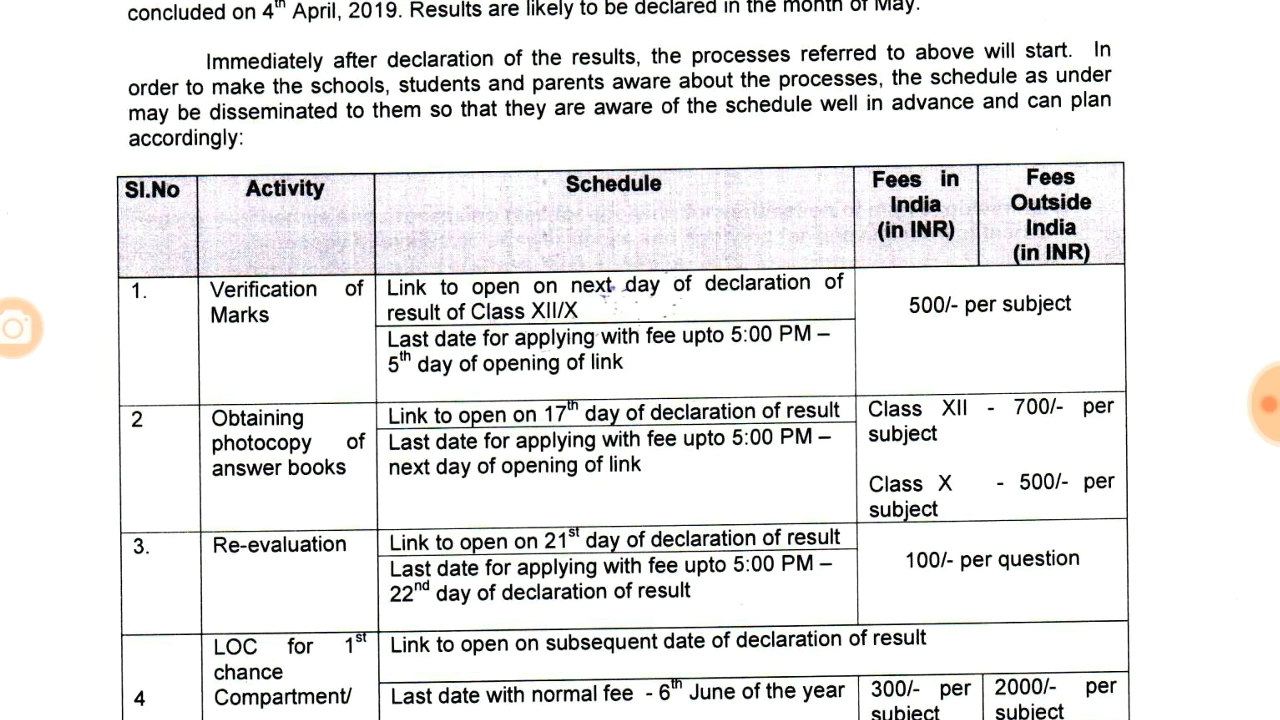 concluded on 4th April, 2019. Results are likely to be declared in the month of May.
Immediately after declaration of the results, the processes referred to above will start. In
order to make the schools, students and parents aware about the processes, the schedule as under
may be disseminated to them so that they are aware of the schedule well in advance and can plan
accordingly:
Sl.No Activity Schedule Fees in India (in INR) Fees Outside India (in INR)
1. Verification of Marks
Link to open on next day of declaration of
result of Class XII/X
Last date for applying with fee upto 5:00 PM –
5th day of opening of link
500/- per subject
2 Obtaining
photocopy of
answer books
Link to open on 17th day of declaration of result
Last date for applying with fee upto 5:00 PM –
next day of opening of link
Class XII - 700/- per
subject
Class X - 500/- per
subject
3. Re-evaluation
Link to open on 21st day of declaration of result
Last date for applying with fee upto 5:00 PM –
22nd day of declaration of result
100/- per question
4
LOC for 1st
chance
Compartment/
Link to open on subsequent date of declaration of result
Last date with normal fee - 6th June of the year
300/- per
subject
2000/- per
subject